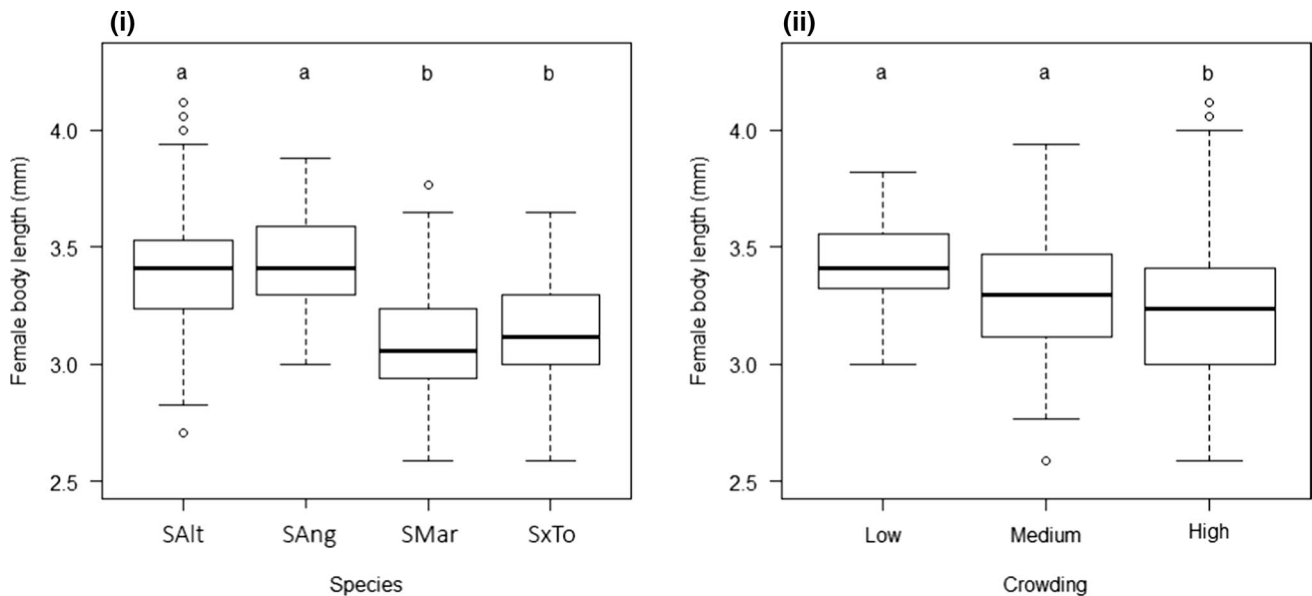 (i)
a a b b
4.0
3.5
3.0
2.5
Female body length (mm)
SAlt SAng SMar SxTo
Species
(ii)
a a b
4.0
3.5
3.0
2.5
Female body length (mm)
Low Medium High
Crowding